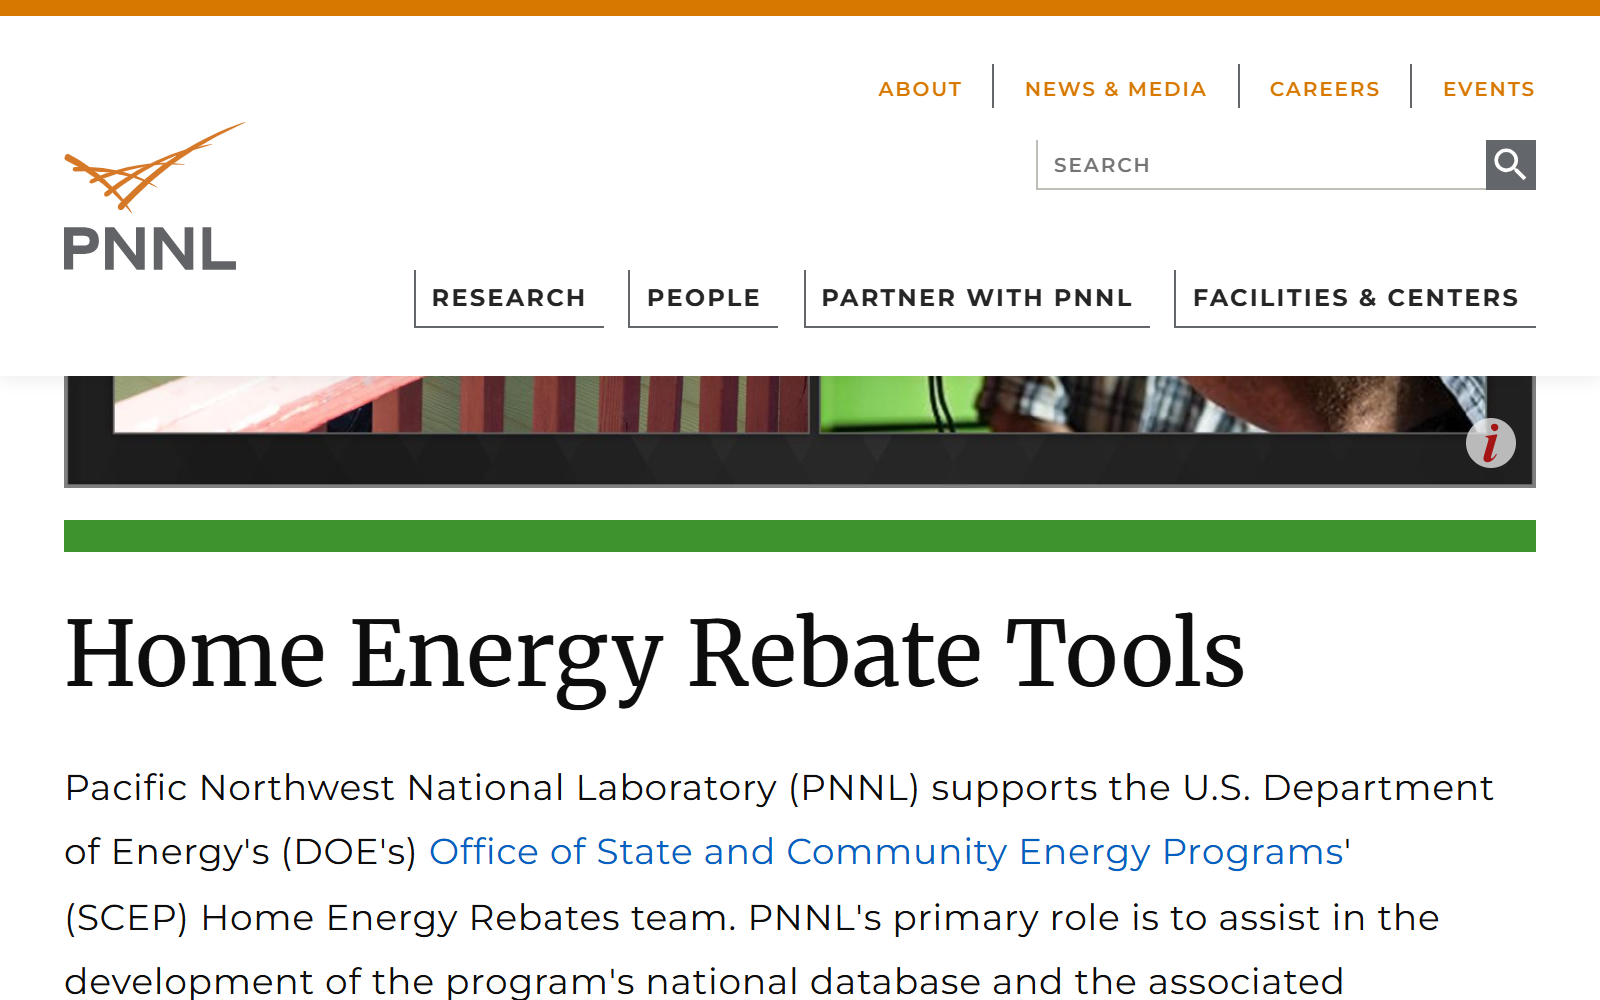 ABOUT
NEWS & MEDIA
CAREERS
EVENTS
SEARCH
PNNL
RESEARCH
PEOPLE
PARTNER WITH PNNL
FACILITIES & CENTERS
i
Home Energy Rebate Tools
Pacific Northwest National Laboratory (PNNL) supports the U.S. Department
of Energy's (DOE's) Office of State and Community Energy Programs'
(SCEP) Home Energy Rebates team. PNNL's primary role is to assist in the
development of the program's national database and the associated